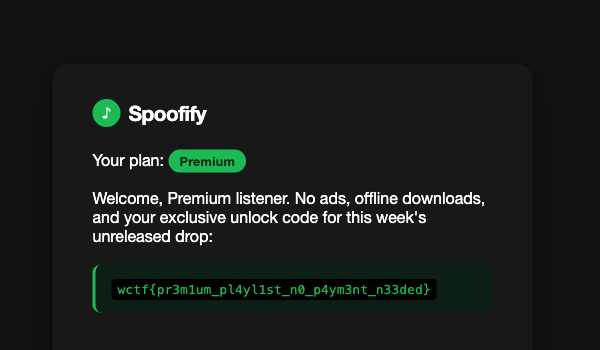 Spoofify
Your plan: Premium
Welcome, Premium listener. No ads, offline downloads,
and your exclusive unlock code for this week's
unreleased drop:
wctf{pr3m1um_pl4yl1st_n0_p4ym3nt_n33ded}